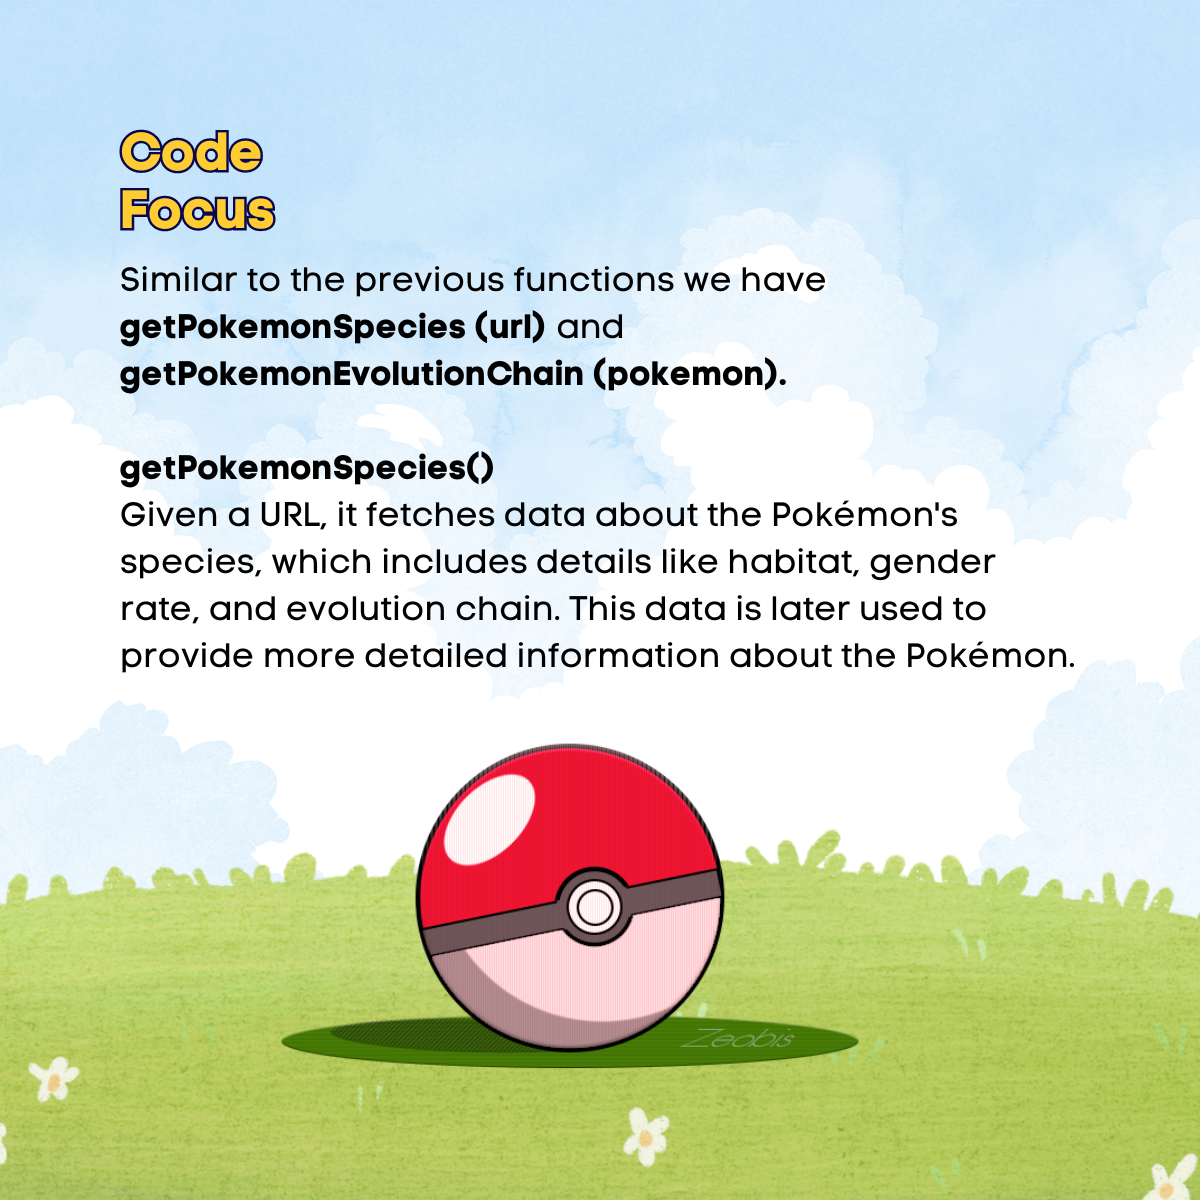 Code
Focus
Similar to the previous functions we have
getPokemonSpecies (url) and
getPokemonEvolutionChain (pokemon).
getPokemonSpecies()
Given a URL, it fetches data about the Pokémon's
species, which includes details like habitat, gender
rate, and evolution chain. This data is later used to
provide more detailed information about the Pokémon.
Zeobis